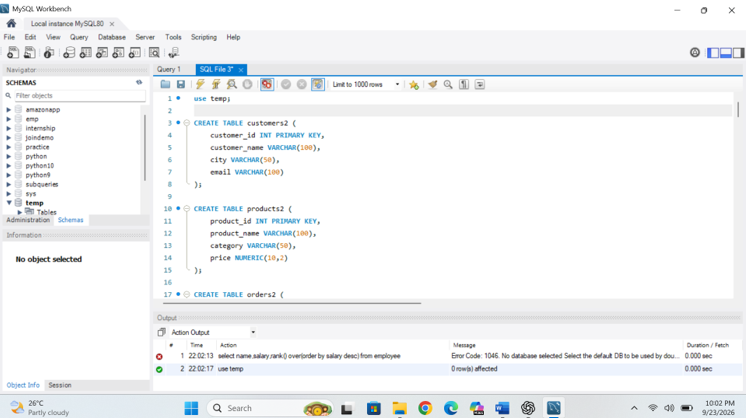 MySQL Workbench
Local instance MySQL80
File Edit View Query Database Server Tools Scripting Help
Navigator
SCHEMAS
Filter objects
amazonapp
emp
internship
joindemo
practice
python
python10
python9
subqueries
sys
temp
Tables
Administration Schemas
Information
No object selected
Object Info Session
Query 1 SQL File 3*
Limit to 1000 rows
1 use temp;
2
3 CREATE TABLE customers2 (
4 customer_id INT PRIMARY KEY,
5 customer_name VARCHAR(100),
6 city VARCHAR(50),
7 email VARCHAR(100)
8 );
9
10 CREATE TABLE products2 (
11 product_id INT PRIMARY KEY,
12 product_name VARCHAR(100),
13 category VARCHAR(50),
14 price NUMERIC(10,2)
15 );
16
17 CREATE TABLE orders2 (
Output
Action Output
# Time Action Message Duration / Fetch
1 22:02:13 select name,salary,rank() over(order by salary desc) from employee Error Code: 1046. No database selected Select the default DB to be used by dou... 0.000 sec
2 22:02:17 use temp 0 row(s) affected 0.000 sec
26°C
Partly cloudy
Search
10:02 PM
9/23/2026